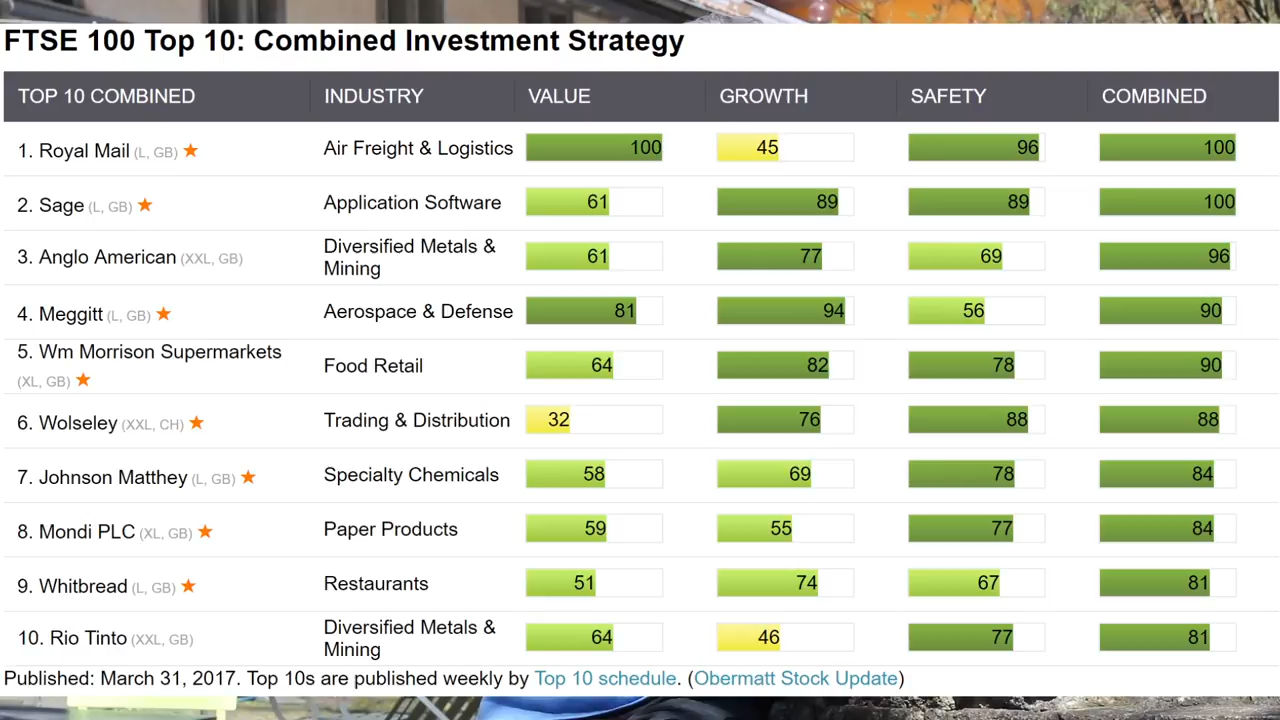 FTSE 100 Top 10: Combined Investment Strategy
TOP 10 COMBINED INDUSTRY VALUE GROWTH SAFETY COMBINED
1. Royal Mail (L, GB) ★ Air Freight & Logistics 100 45 96 100
2. Sage (L, GB) ★ Application Software 61 89 89 100
3. Anglo American (XXL, GB) Diversified Metals & Mining 61 77 69 96
4. Meggitt (L, GB) ★ Aerospace & Defense 81 94 56 90
5. Wm Morrison Supermarkets
(XL, GB) ★ Food Retail 64 82 78 90
6. Wolseley (XXL, CH) ★ Trading & Distribution 32 76 88 88
7. Johnson Matthey (L, GB) ★ Specialty Chemicals 58 69 78 84
8. Mondi PLC (XL, GB) ★ Paper Products 59 55 77 84
9. Whitbread (L, GB) ★ Restaurants 51 74 67 81
10. Rio Tinto (XXL, GB) Diversified Metals & Mining 64 46 77 81
Published: March 31, 2017. Top 10s are published weekly by Top 10 schedule. (Obermatt Stock Update)